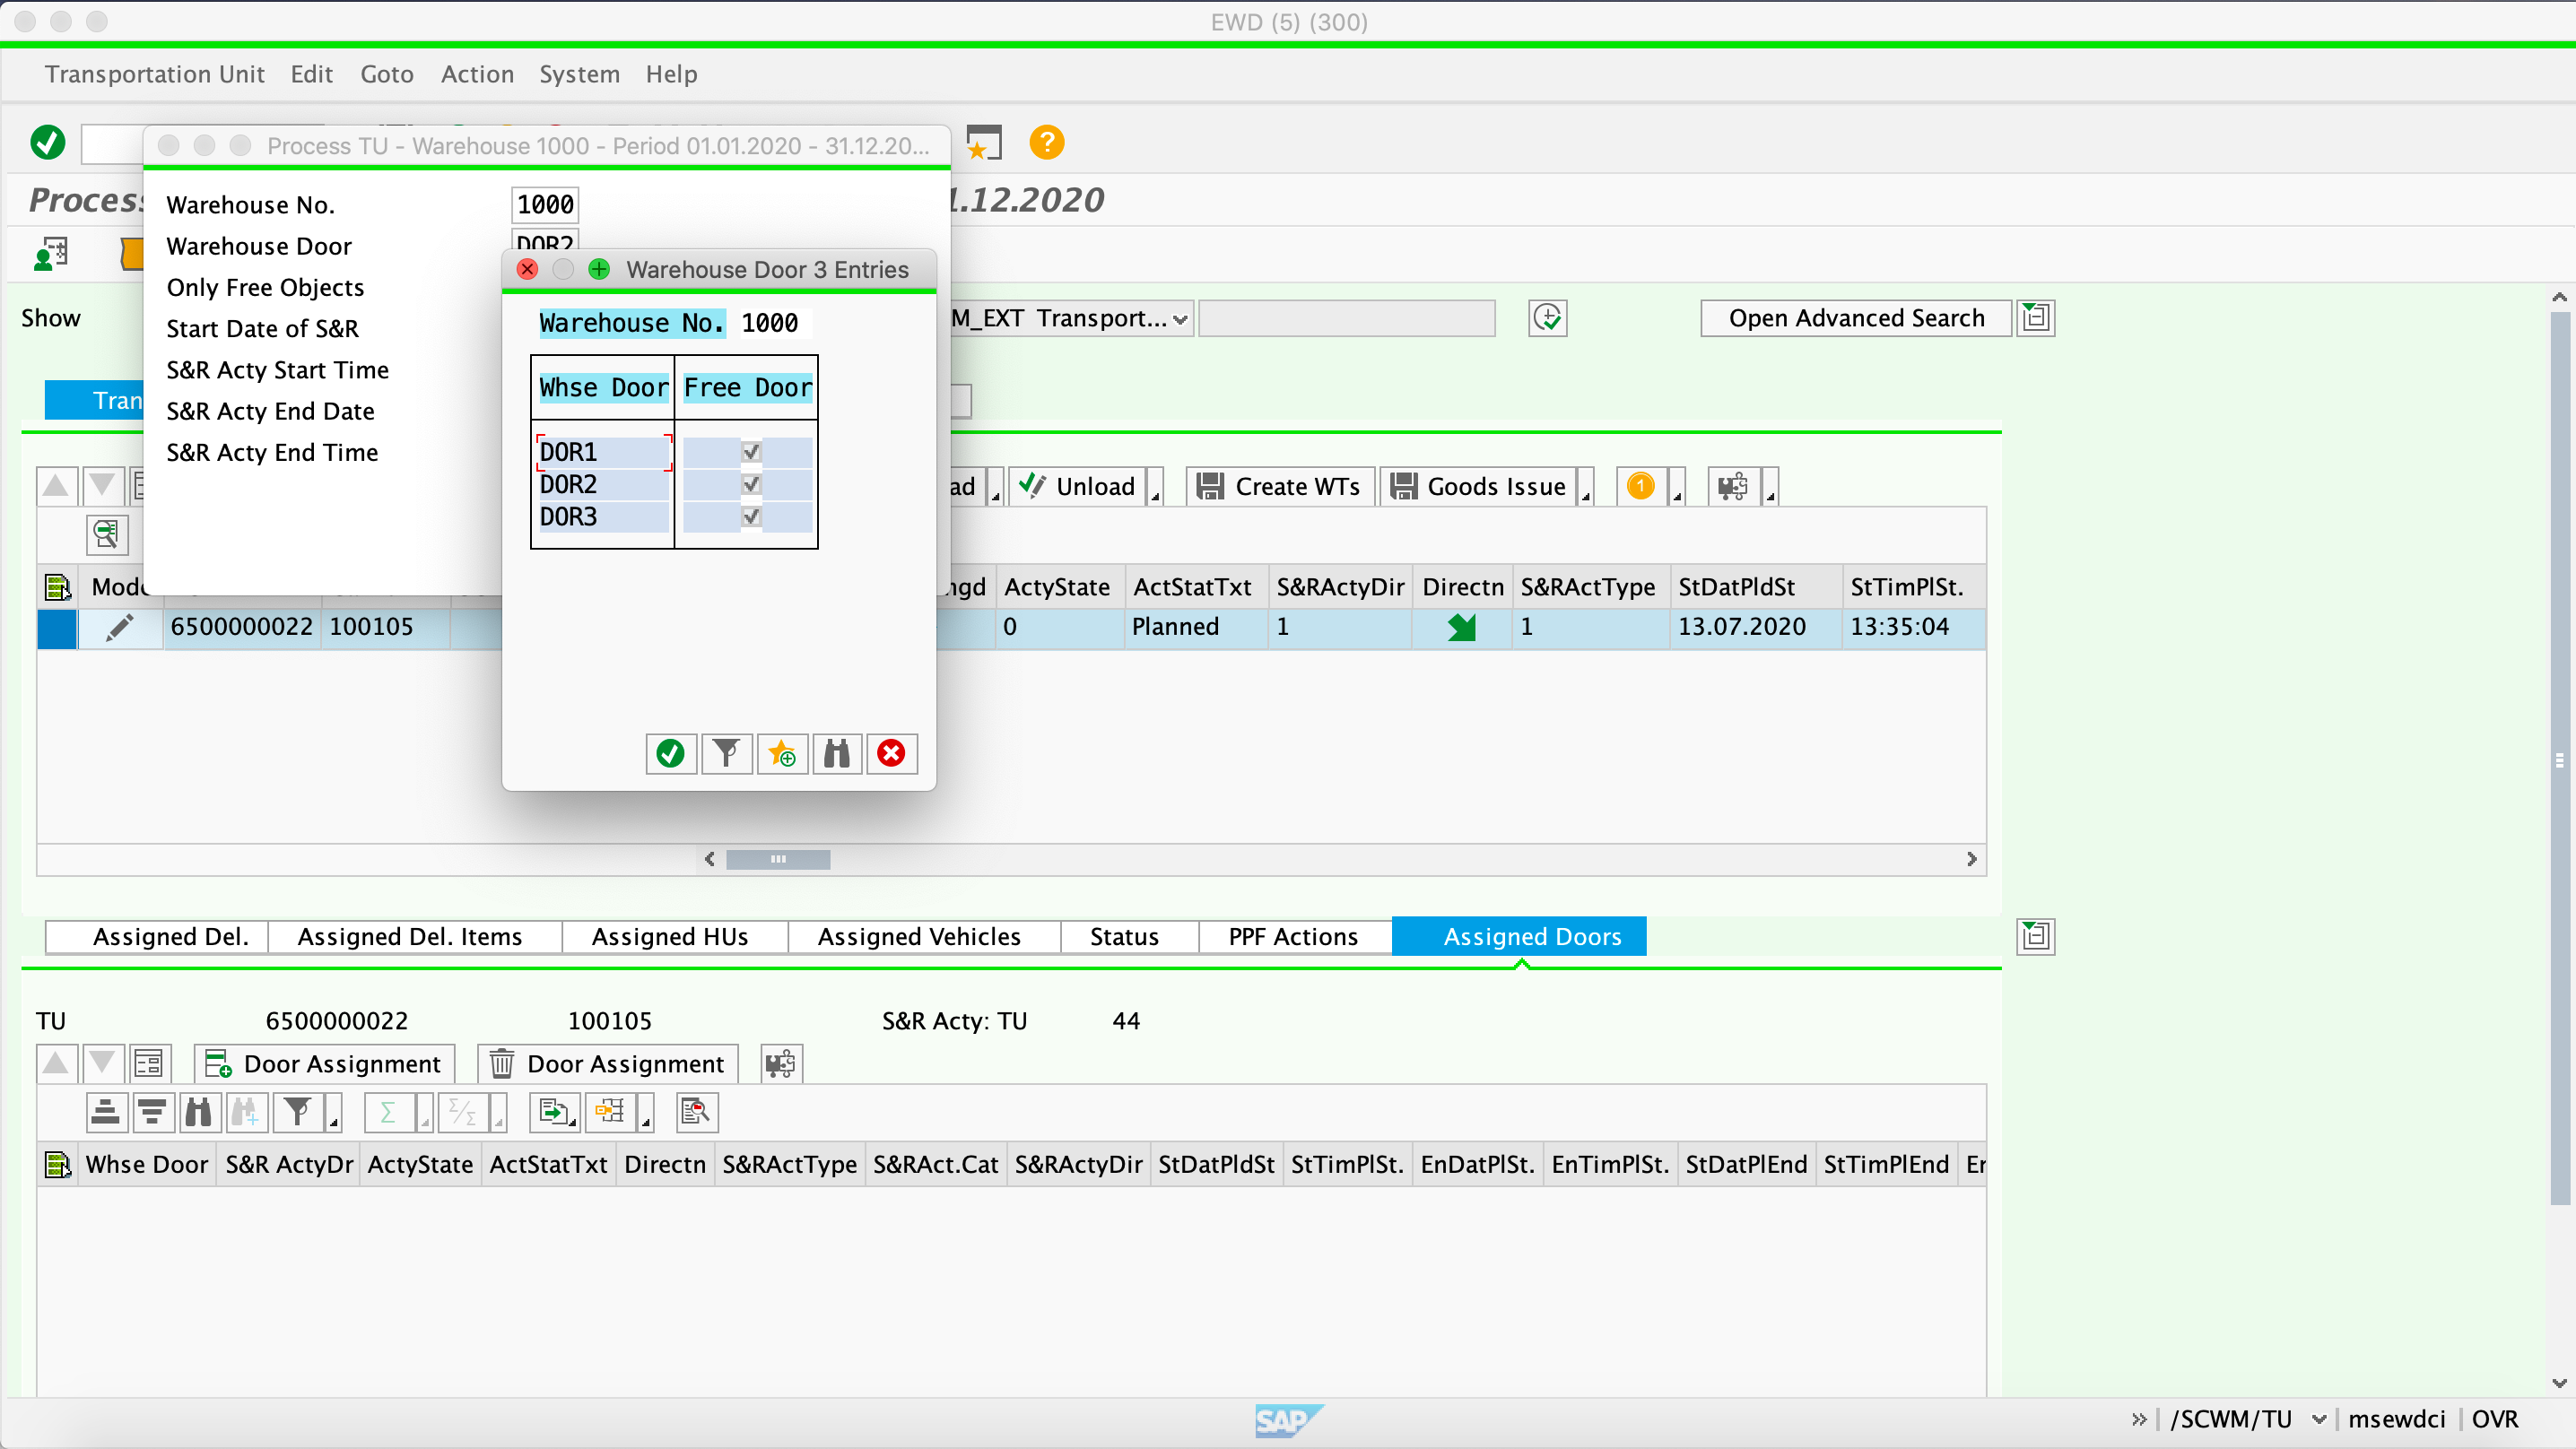 EWD (5) (300)
Transportation Unit Edit Goto Action System Help
Process TU - Warehouse 1000 - Period 01.01.2020 - 31.12.20...
Process 1.12.2020
Warehouse No. 1000
Warehouse Door DOR2
Only Free Objects
Start Date of S&R
S&R Acty Start Time
S&R Acty End Date
S&R Acty End Time
Warehouse Door 3 Entries
Warehouse No. 1000
Whse Door Free Door
DOR1
DOR2
DOR3
Show M_EXT Transport... Open Advanced Search
Tran
ad Unload Create WTs Goods Issue 1
Mode ngd ActyState ActStatTxt S&RActyDir Directn S&RActType StDatPldSt StTimPlSt.
6500000022 100105 0 Planned 1 1 13.07.2020 13:35:04
Assigned Del. Assigned Del. Items Assigned HUs Assigned Vehicles Status PPF Actions Assigned Doors
TU 6500000022 100105 S&R Acty: TU 44
Door Assignment Door Assignment
Whse Door S&R ActyDr ActyState ActStatTxt Directn S&RActType S&RAct.Cat S&RActyDir StDatPldSt StTimPlSt. EnDatPlSt. EnTimPlSt. StDatPlEnd StTimPlEnd Er
SAP /SCWM/TU msewdci OVR